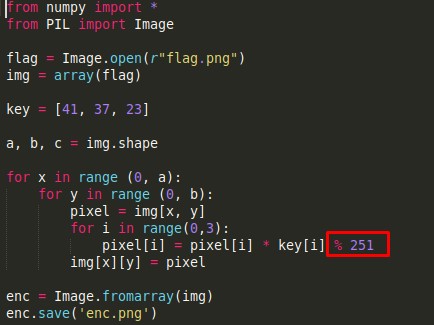 from numpy import *
from PIL import Image
flag = Image.open(r"flag.png")
img = array(flag)
key = [41, 37, 23]
a, b, c = img.shape
for x in range (0, a):
    for y in range (0, b):
        pixel = img[x, y]
        for i in range(0,3):
            pixel[i] = pixel[i] * key[i] % 251
        img[x][y] = pixel
enc = Image.fromarray(img)
enc.save('enc.png')